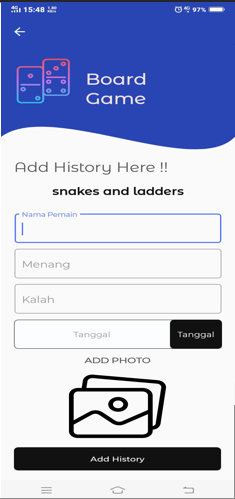 15:48
97%
Board
Game
Add History Here !!
snakes and ladders
Nama Pemain
Menang
Kalah
Tanggal
Tanggal
ADD PHOTO
Add History